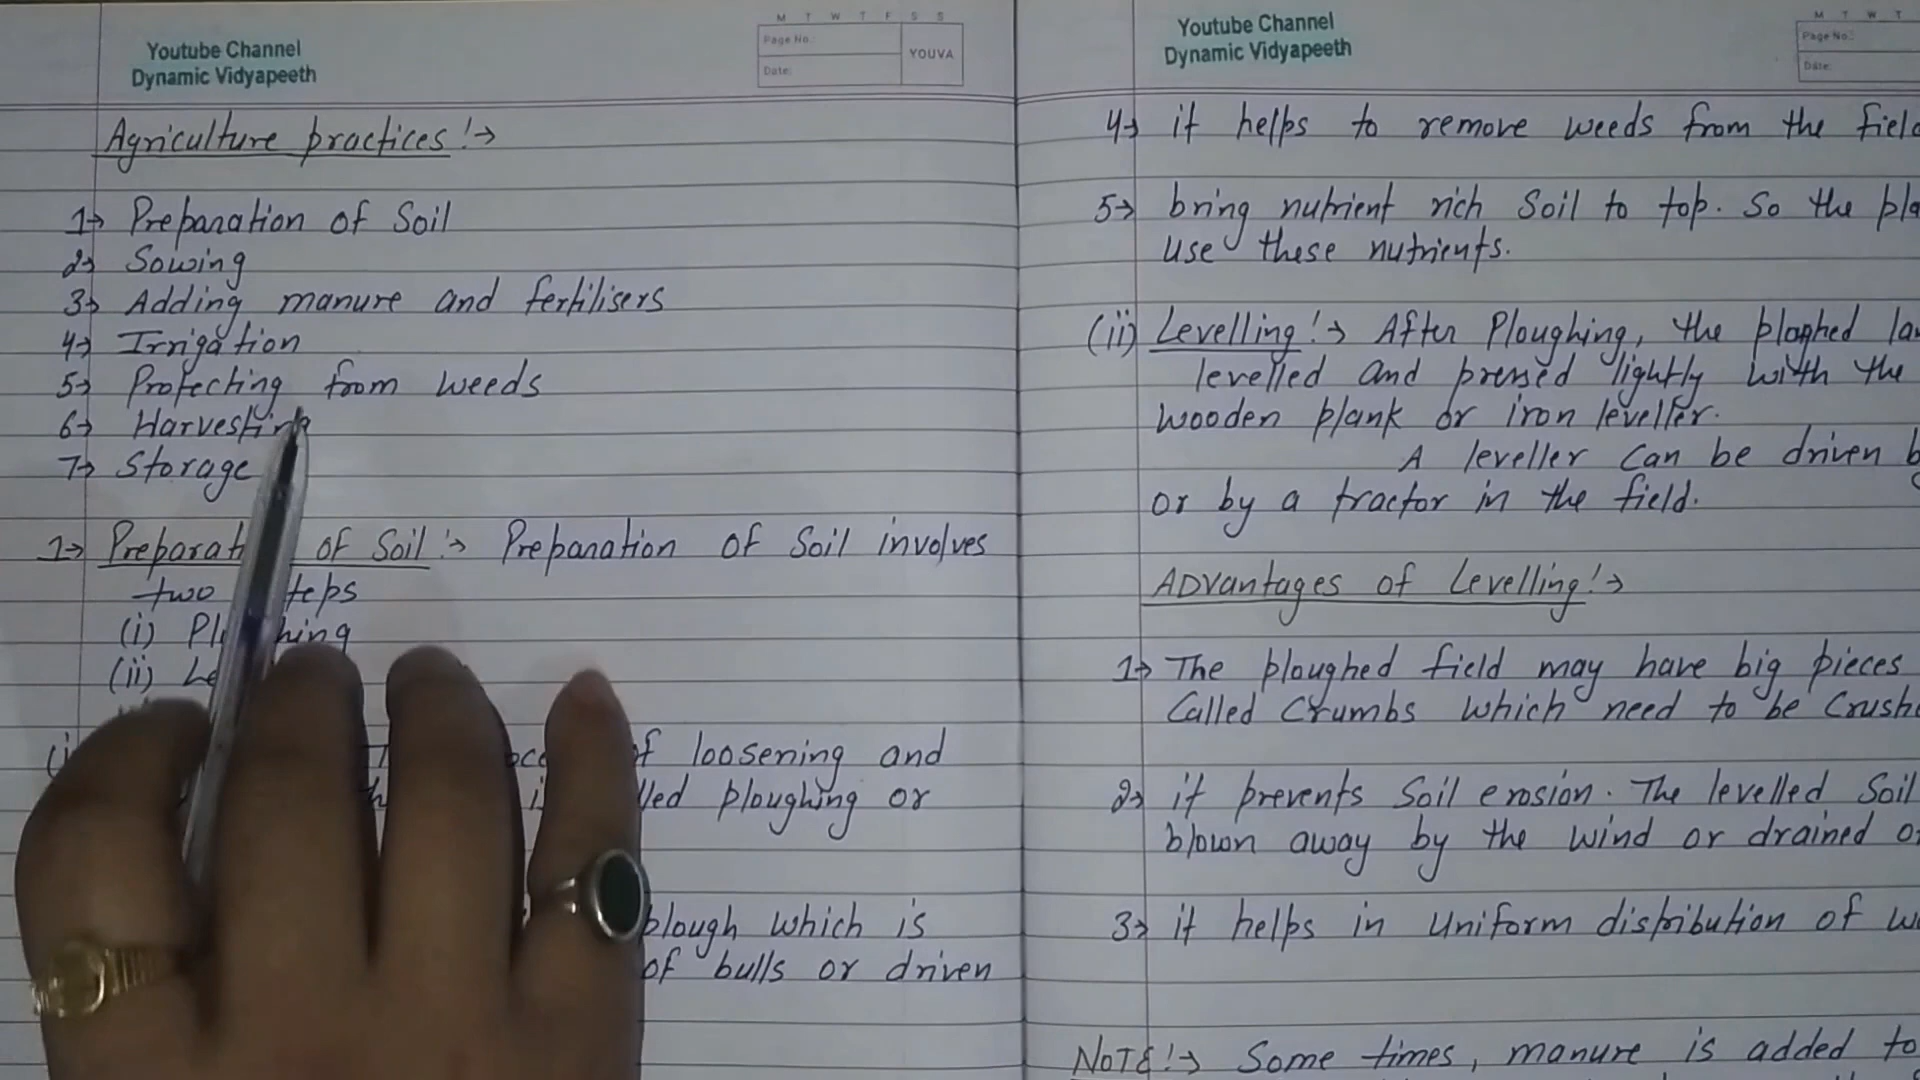 Youtube Channel
Dynamic Vidyapeeth
M T W T F S S
Page No.:
Date:
YOUVA
Agriculture practices:→
1→ Preparation of Soil
2→ Sowing
3→ Adding manure and fertilisers
4→ Irrigation
5→ Protecting from weeds
6→ Harvesting
7→ Storage
1→ Preparation of Soil:→ Preparation of Soil involves
two steps
(i) Ploughing
(ii)
of loosening and
ploughing or
plough which is
of bulls or driven
Youtube Channel
Dynamic Vidyapeeth
M T W T
Page No.:
Date:
4→ it helps to remove weeds from the field
5→ bring nutrient rich Soil to top. So the
use these nutrients.
(ii) Levelling:→ After Ploughing, the ploghed
levelled and pressed lightly with the
wooden plank or iron leveller.
A leveller can be driven
or by a tractor in the field.
ADvantages of Levelling:→
1→ The ploughed field may have big pieces
Called Crumbs which need to be
2→ it prevents Soil erosion. The levelled Soil
blown away by the wind or drained
3→ it helps in uniform distribution of
NOTE:→ Some times, manure is added to